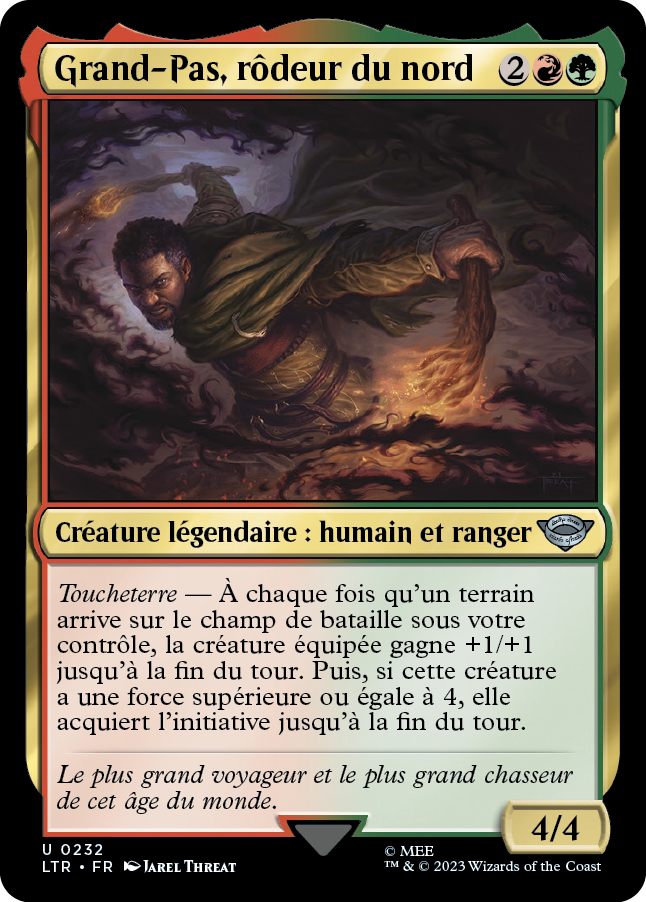 Grand-Pas, rôdeur du nord 2
Créature légendaire : humain et ranger
Toucheterre — À chaque fois qu'un terrain
arrive sur le champ de bataille sous votre
contrôle, la créature équipée gagne +1/+1
jusqu'à la fin du tour. Puis, si cette créature
a une force supérieure ou égale à 4, elle
acquiert l'initiative jusqu'à la fin du tour.
Le plus grand voyageur et le plus grand chasseur
de cet âge du monde.
4/4
U 0232
LTR • FR Jarel Threat
© MEE
™ & © 2023 Wizards of the Coast